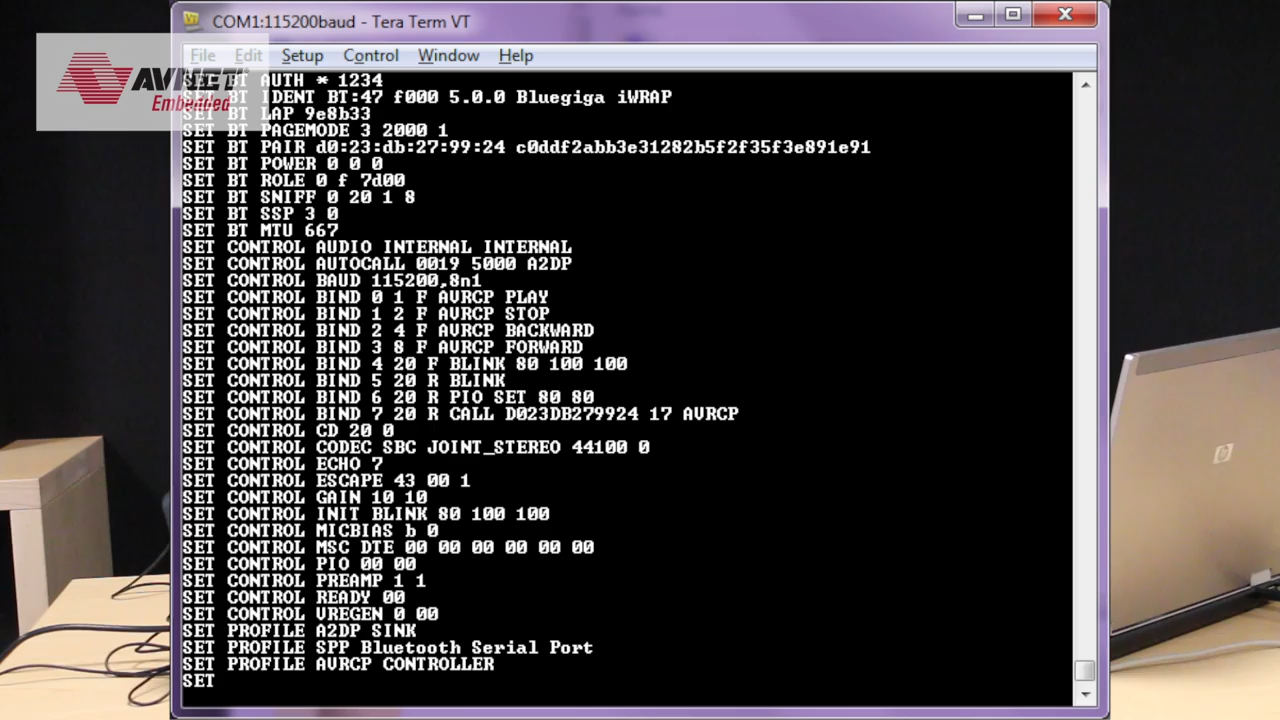 COM1:115200baud - Tera Term VT
File Edit Setup Control Window Help
AVNET
Embedded
SET BT AUTH * 1234
SET BT IDENT BT:47 f000 5.0.0 Bluegiga iWRAP
SET BT LAP 9e8b33
SET BT PAGEMODE 3 2000 1
SET BT PAIR d0:23:db:27:99:24 c0ddf2abb3e31282b5f2f35f3e891e91
SET BT POWER 0 0 0
SET BT ROLE 0 f 7d00
SET BT SNIFF 0 20 1 8
SET BT SSP 3 0
SET BT MTU 667
SET CONTROL AUDIO INTERNAL INTERNAL
SET CONTROL AUTOCALL 0019 5000 A2DP
SET CONTROL BAUD 115200,8n1
SET CONTROL BIND 0 1 F AVRCP PLAY
SET CONTROL BIND 1 2 F AVRCP STOP
SET CONTROL BIND 2 4 F AVRCP BACKWARD
SET CONTROL BIND 3 8 F AVRCP FORWARD
SET CONTROL BIND 4 20 F BLINK 80 100 100
SET CONTROL BIND 5 20 R BLINK
SET CONTROL BIND 6 20 R PIO SET 80 80
SET CONTROL BIND 7 20 R CALL D023DB279924 17 AVRCP
SET CONTROL CD 20 0
SET CONTROL CODEC SBC JOINT_STEREO 44100 0
SET CONTROL ECHO 7
SET CONTROL ESCAPE 43 00 1
SET CONTROL GAIN 10 10
SET CONTROL INIT BLINK 80 100 100
SET CONTROL MICBIAS b 0
SET CONTROL MSC DTE 00 00 00 00 00 00
SET CONTROL PIO 00 00
SET CONTROL PREAMP 1 1
SET CONTROL READY 00
SET CONTROL VREGEN 0 00
SET PROFILE A2DP SINK
SET PROFILE SPP Bluetooth Serial Port
SET PROFILE AVRCP CONTROLLER
SET
hp